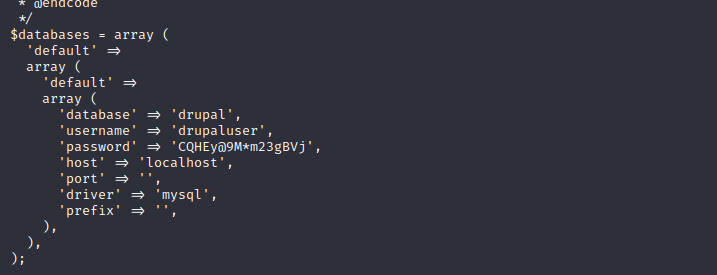 * @endcode
*/
$databases = array (
'default' =>
array (
'default' =>
array (
'database' => 'drupal',
'username' => 'drupaluser',
'password' => 'CQHEy@9M*m23gBVj',
'host' => 'localhost',
'port' => '',
'driver' => 'mysql',
'prefix' => '',
),
),
);